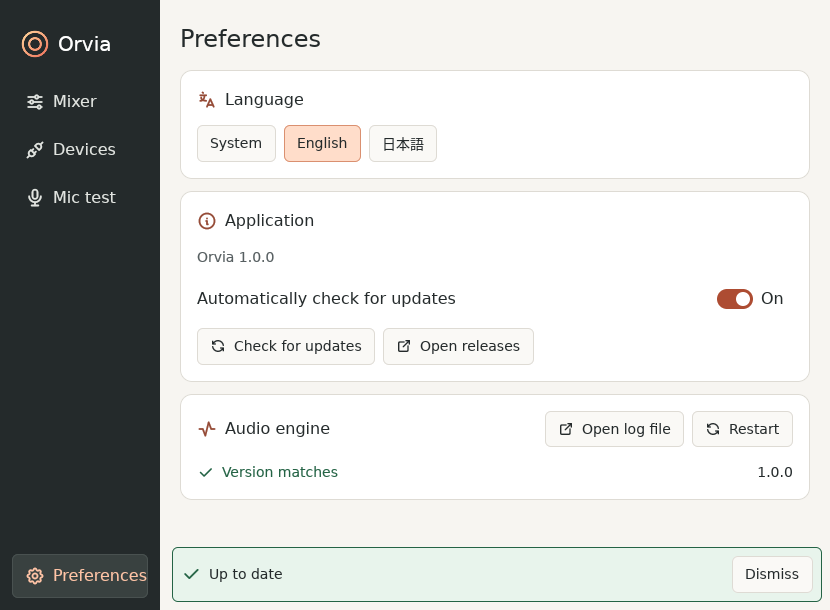 Orvia
Mixer
Devices
Mic test
Preferences
Preferences
Language
System
English
日本語
Application
Orvia 1.0.0
Automatically check for updates
On
Check for updates
Open releases
Audio engine
Open log file
Restart
Version matches
1.0.0
Up to date
Dismiss